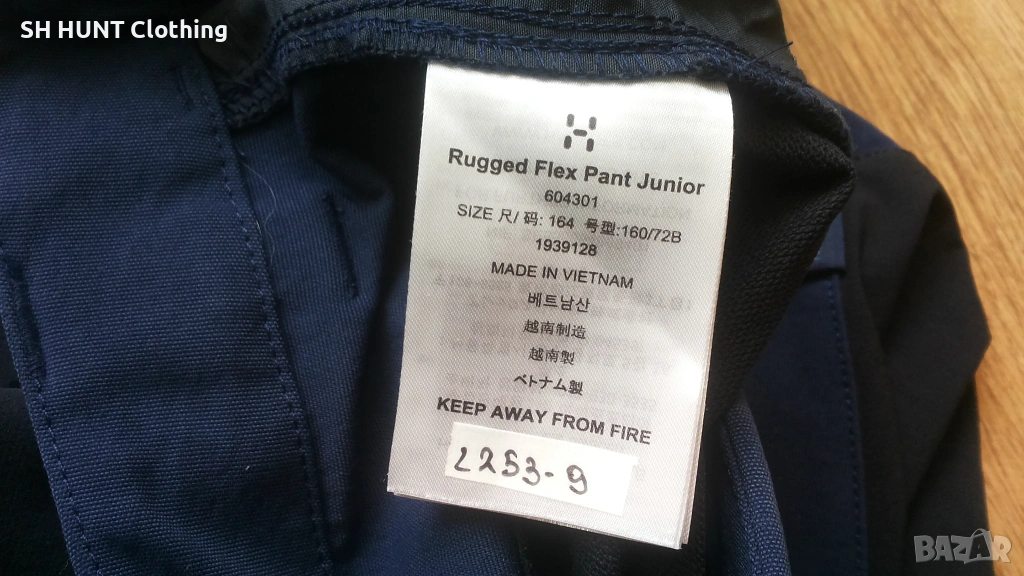 SH HUNT Clothing
Rugged Flex Pant Junior
604301
SIZE 尺/ 码: 164 号型:160/72B
1939128
MADE IN VIETNAM
베트남산
越南制造
越南製
ベトナム製
KEEP AWAY FROM FIRE
2253-9
BAZAR